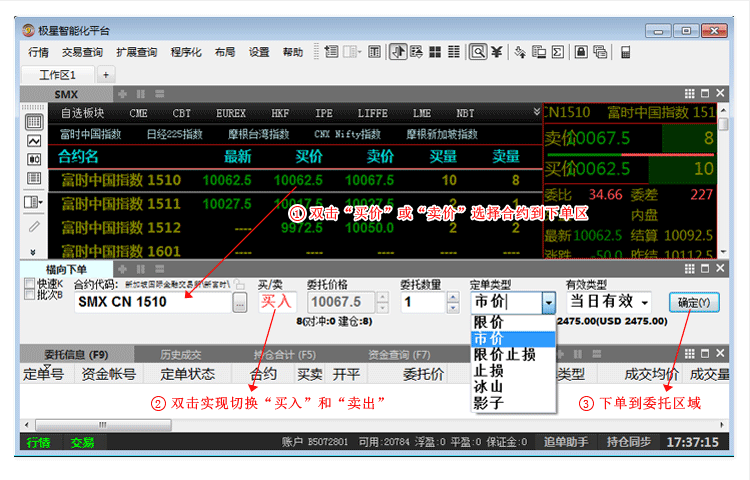 极星智能化平台
行情 交易查询 扩展查询 程序化 布局 设置 帮助
工作区1 +
SMX
自选板块 CME CBT EUREX HKF IPE LIFFE LME NBT
富时中国指数 日经225指数 摩根台湾指数 CNX Nifty指数 摩根新加坡指数
合约名 最新 买价 卖价 买量 卖量
富时中国指数 1510 10062.5 10062.5 10067.5 10 8
富时中国指数 1511 10027.5 10017.5 10027.5 2 1
富时中国指数 1512 ---- 9972.5 10050.0 2 2
富时中国指数 1601 ---- ---- ----
CN1510 富时中国指数 151
卖价0067.5 8
买价0062.5 10
委比 34.66 委差 227
内盘
最新10062.5 结算 10092.5
涨跌 -50.0 昨结 10112.5
① 双击“买价”或“卖价”选择合约到下单区
横向下单
快速K 合约代码: 新加坡国际金融交易所\新富时\ 买/卖 委托价格 委托数量 定单类型 有效类型
批次B SMX CN 1510 ... 买入 10067.5 1 市价 当日有效 确定(Y)
8(对冲:0 建仓:8) 2475.00(USD 2475.00)
限价
市价
限价止损
止损
冰山
影子
委托信息 (F9) 历史成交 持仓合计 (F5) 资金查询 (F7)
定单号 资金帐号 定单状态 合约 买卖 开平 委托价 类型 成交均价 成交量
② 双击实现切换“买入”和“卖出”
③ 下单到委托区域
行情 交易 账户 B5072801 可用:20784 浮盈:0 平盈:0 保证金:0 追单助手 持仓同步 17:37:15